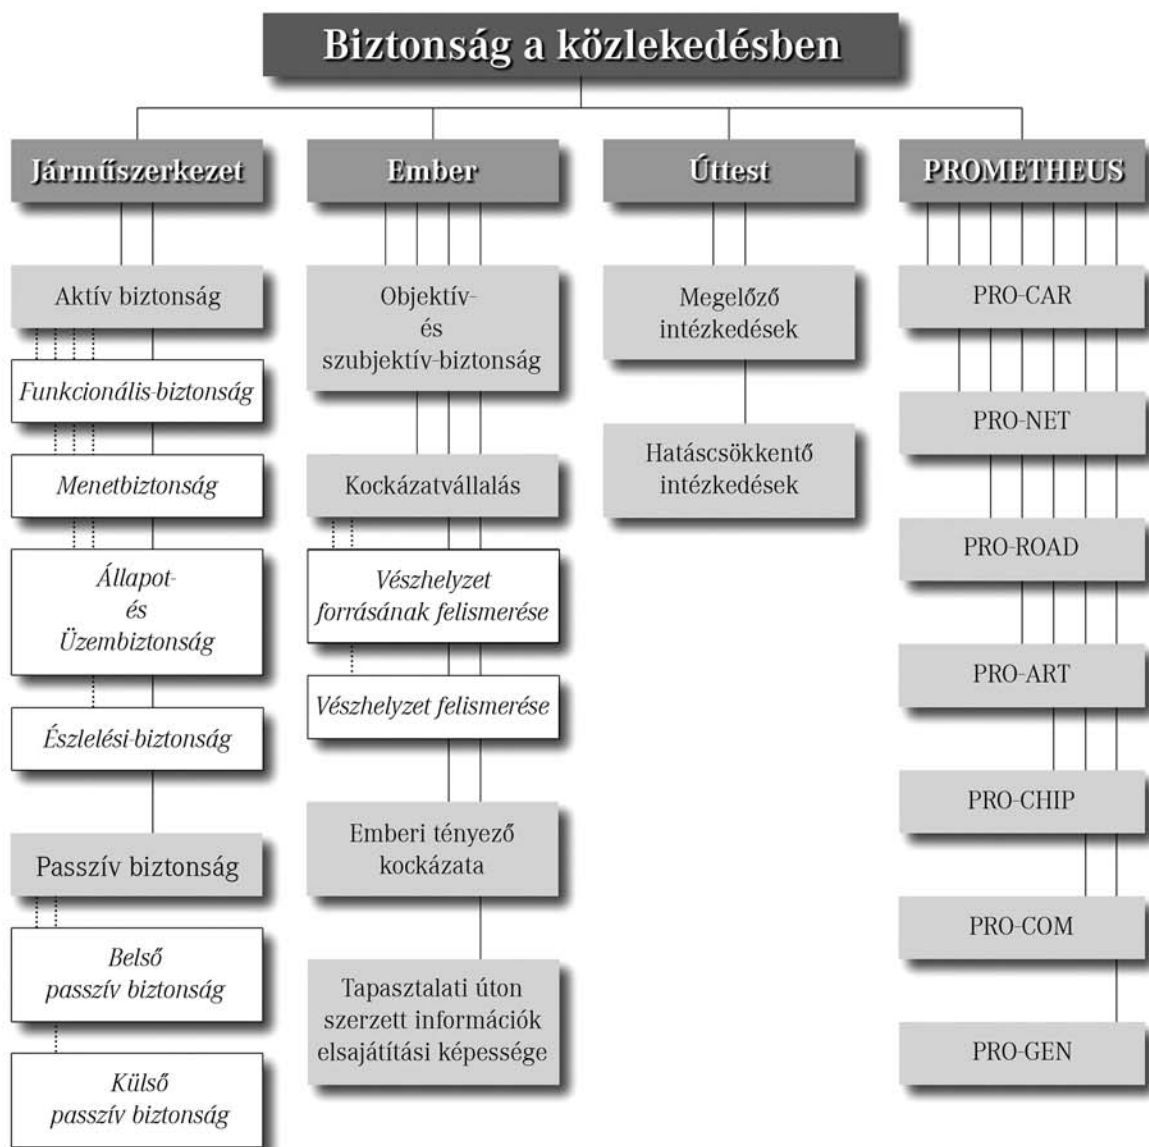 Biztonság a közlekedésben
Járműszerkezet
Aktív biztonság
Funkcionális-biztonság
Menetbiztonság
Állapot-
és
Üzembiztonság
Észlelési-biztonság
Passzív biztonság
Belső
passzív biztonság
Külső
passzív biztonság
Ember
Objektív-
és
szubjektív-biztonság
Kockázatvállalás
Vészhelyzet
forrásának felismerése
Vészhelyzet felismerése
Emberi tényező
kockázata
Tapasztalati úton
szerzett információk
elsajátítási képessége
Úttest
Megelőző
intézkedések
Hatáscsökkentő
intézkedések
PROMETHEUS
PRO-CAR
PRO-NET
PRO-ROAD
PRO-ART
PRO-CHIP
PRO-COM
PRO-GEN